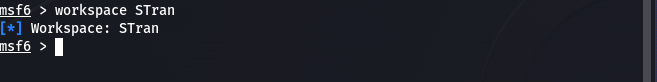 msf6 > workspace STran
[*] Workspace: STran
msf6 >